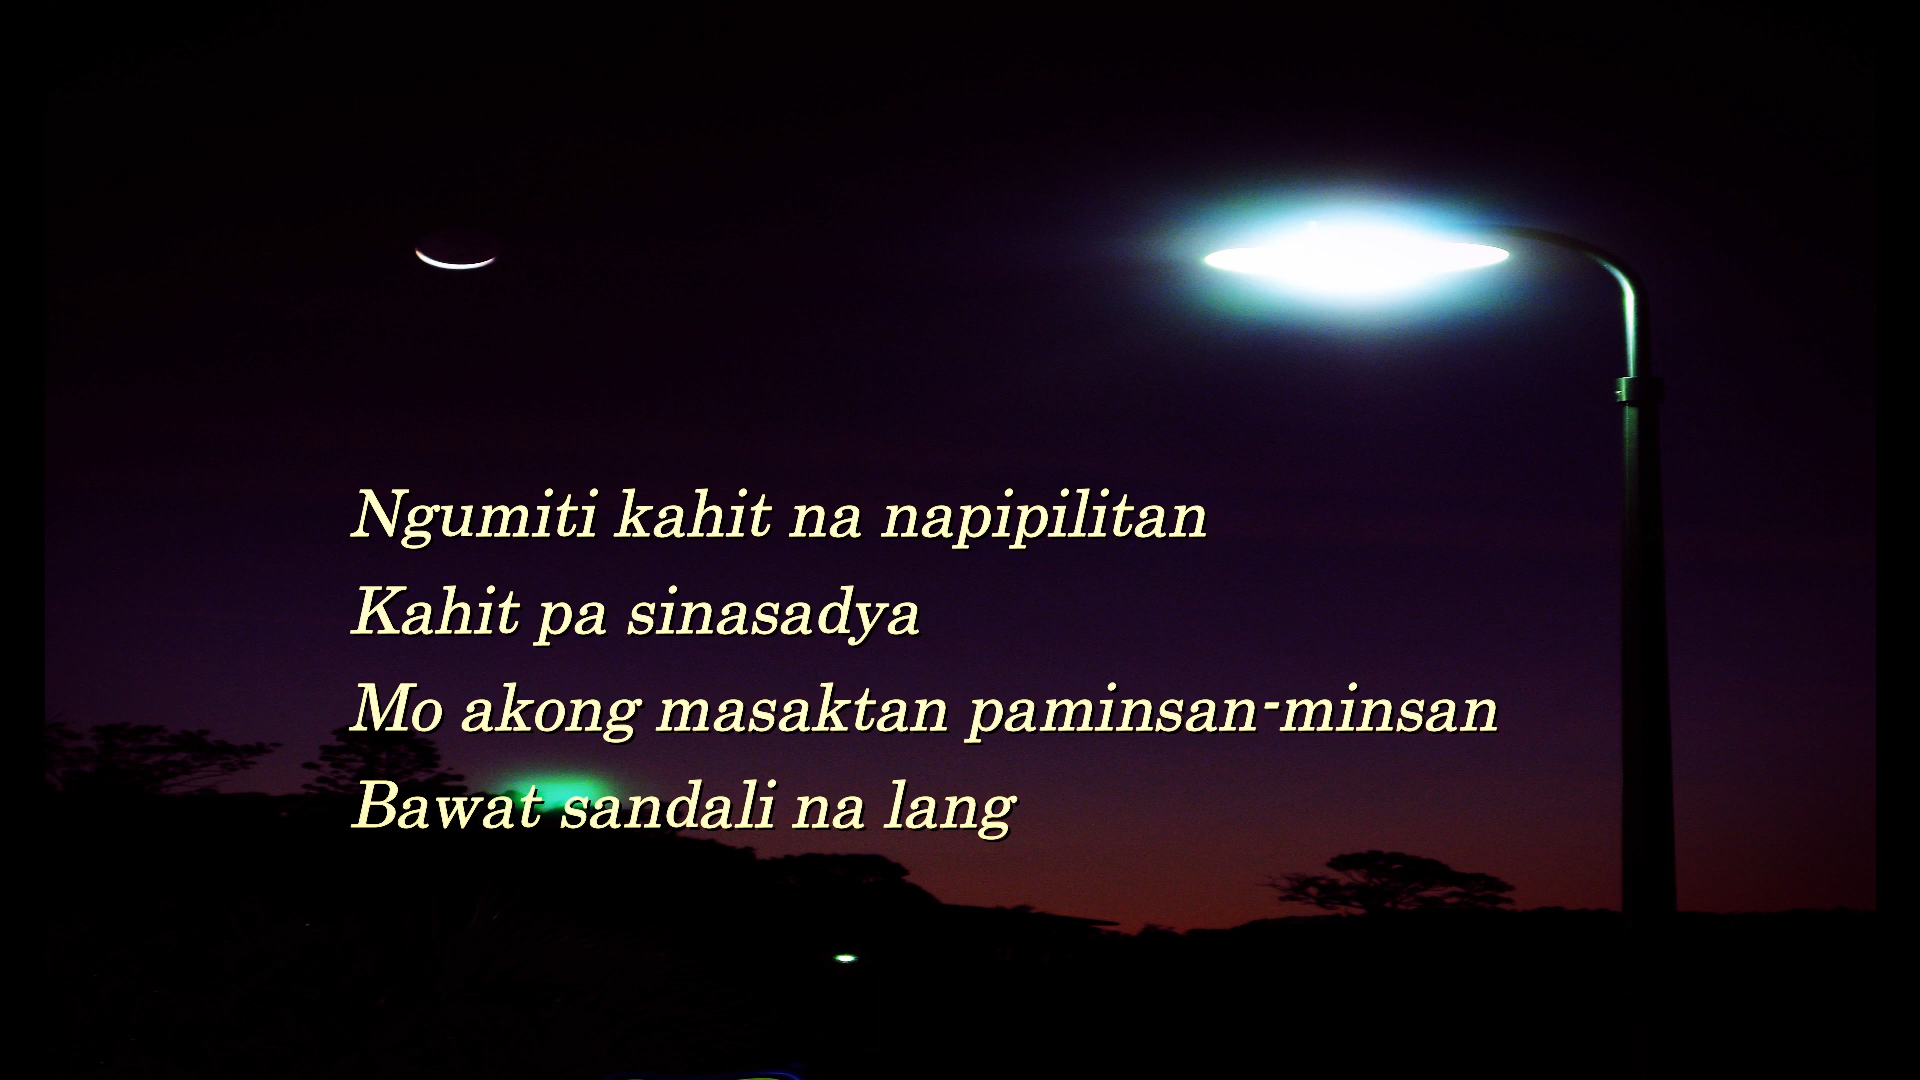 Ngumiti kahit na napipilitan
Kahit pa sinasadya
Mo akong masaktan paminsan-minsan
Bawat sandali na lang